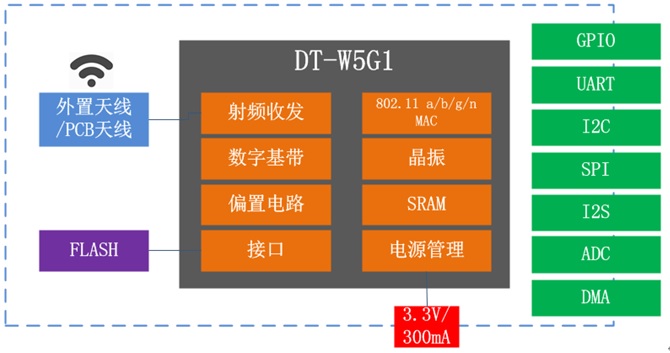 DT-W5G1
外置天线
/PCB天线
射频收发
802.11 a/b/g/n
MAC
数字基带
晶振
偏置电路
SRAM
FLASH
接口
电源管理
3.3V/
300mA
GPIO
UART
I2C
SPI
I2S
ADC
DMA